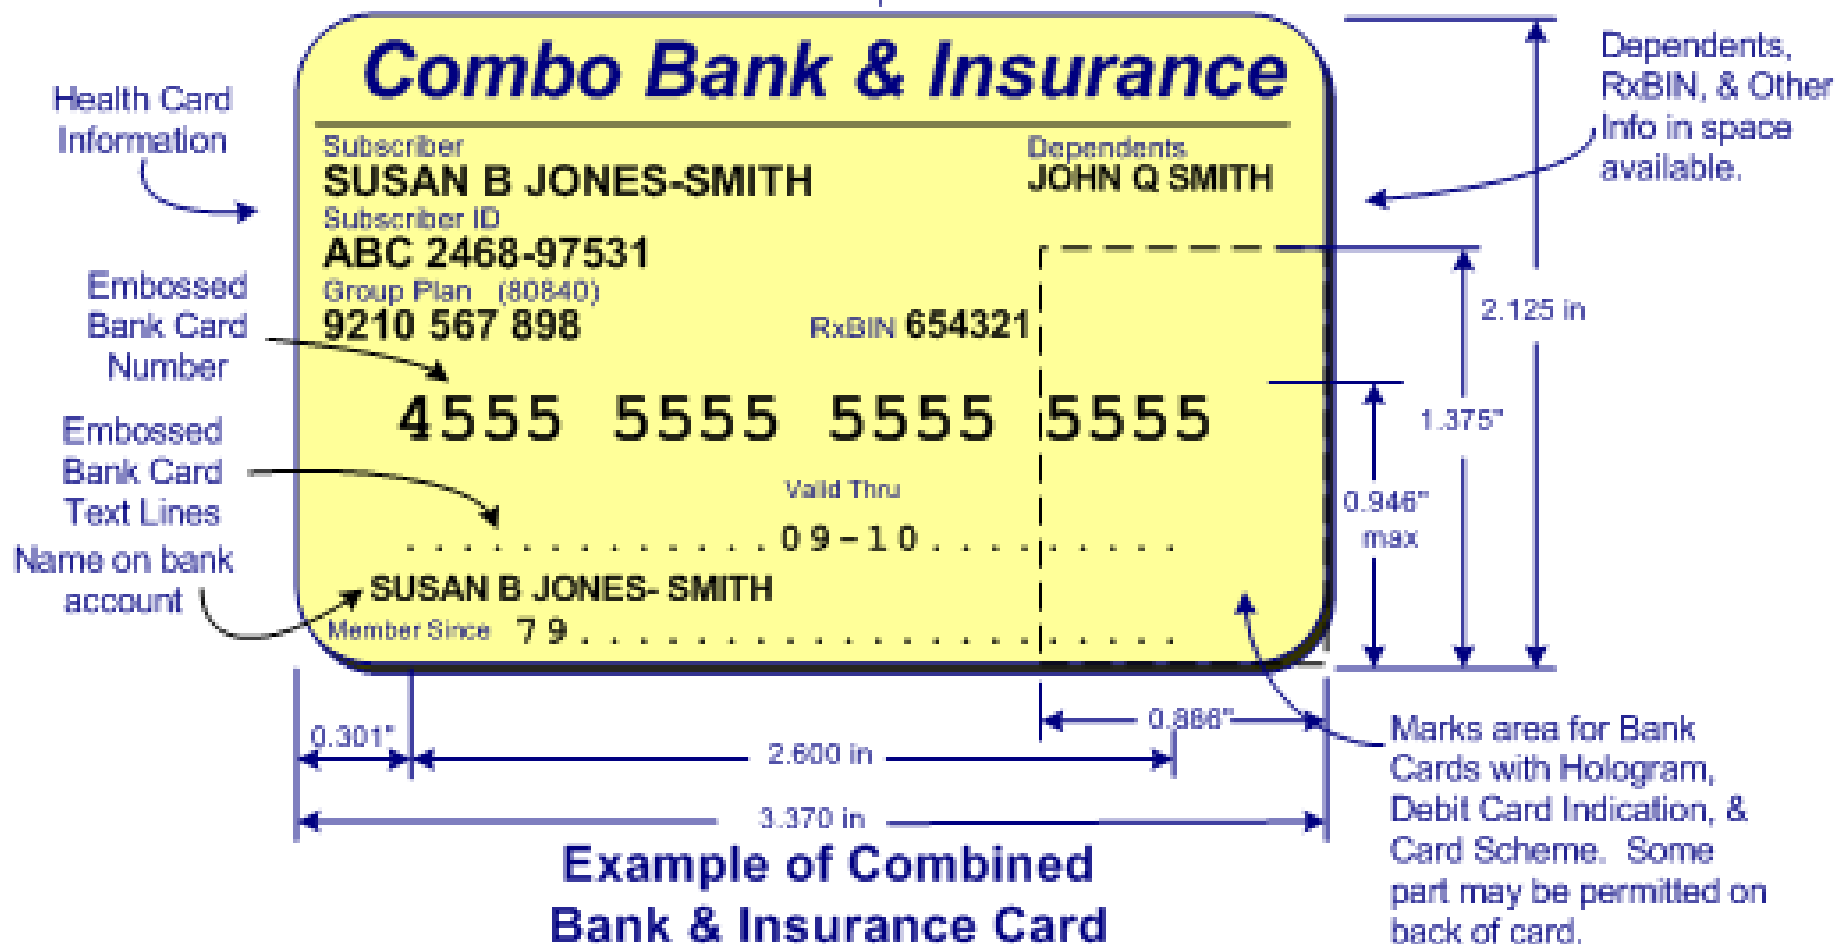 Combo Bank & Insurance
Health Card
Information
Dependents,
RxBIN, & Other
Info in space
available.
Subscriber
SUSAN B JONES-SMITH
Dependents
JOHN Q SMITH
Subscriber ID
ABC 2468-97531
Group Plan (80840)
9210 567 898
RxBIN 654321
Embossed
Bank Card
Number
4555 5555 5555 5555
Embossed
Bank Card
Text Lines
Valid Thru
. . . . . . . . . . . . . . . 09-10 . . . . . . . . . . .
Name on bank
account
SUSAN B JONES- SMITH
Member Since 79 . . . . . . . . . . . . . . . . . . . . .
2.125 in
1.375"
0.946"
max
0.301"
2.600 in
0.886"
3.370 in
Marks area for Bank
Cards with Hologram,
Debit Card Indication, &
Card Scheme. Some
part may be permitted on
back of card.
Example of Combined
Bank & Insurance Card